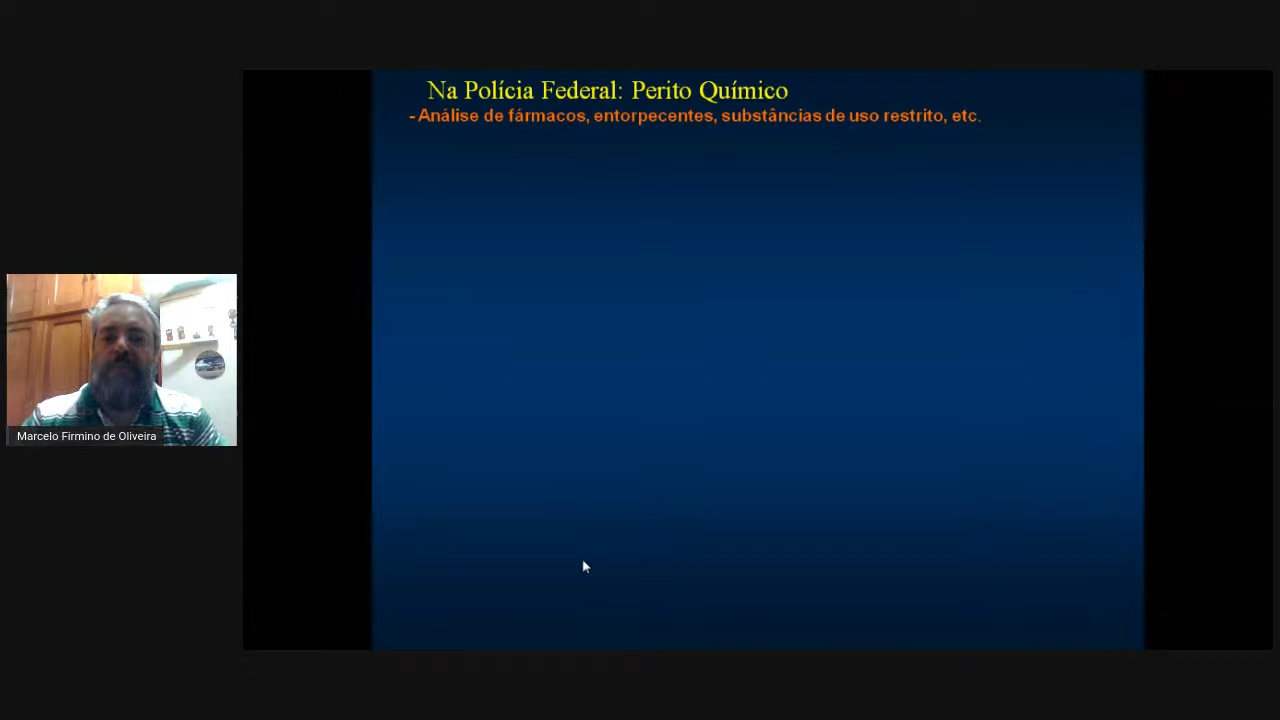 Na Polícia Federal: Perito Químico
- Análise de fármacos, entorpecentes, substâncias de uso restrito, etc.
Marcelo Firmino de Oliveira